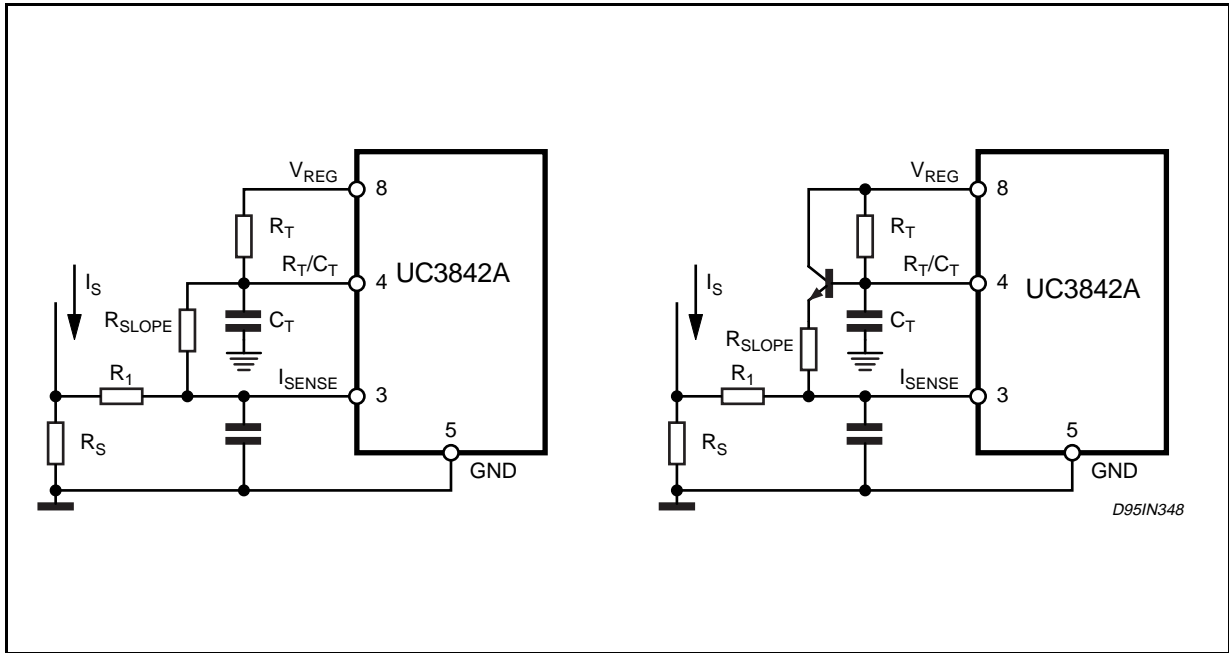 V_REG
8
R_T
R_T/C_T
4
UC3842A
I_S
R_SLOPE
C_T
R_1
I_SENSE
3
R_S
5
GND
V_REG
8
R_T
R_T/C_T
4
UC3842A
I_S
R_SLOPE
C_T
R_1
I_SENSE
3
R_S
5
GND
D95IN348